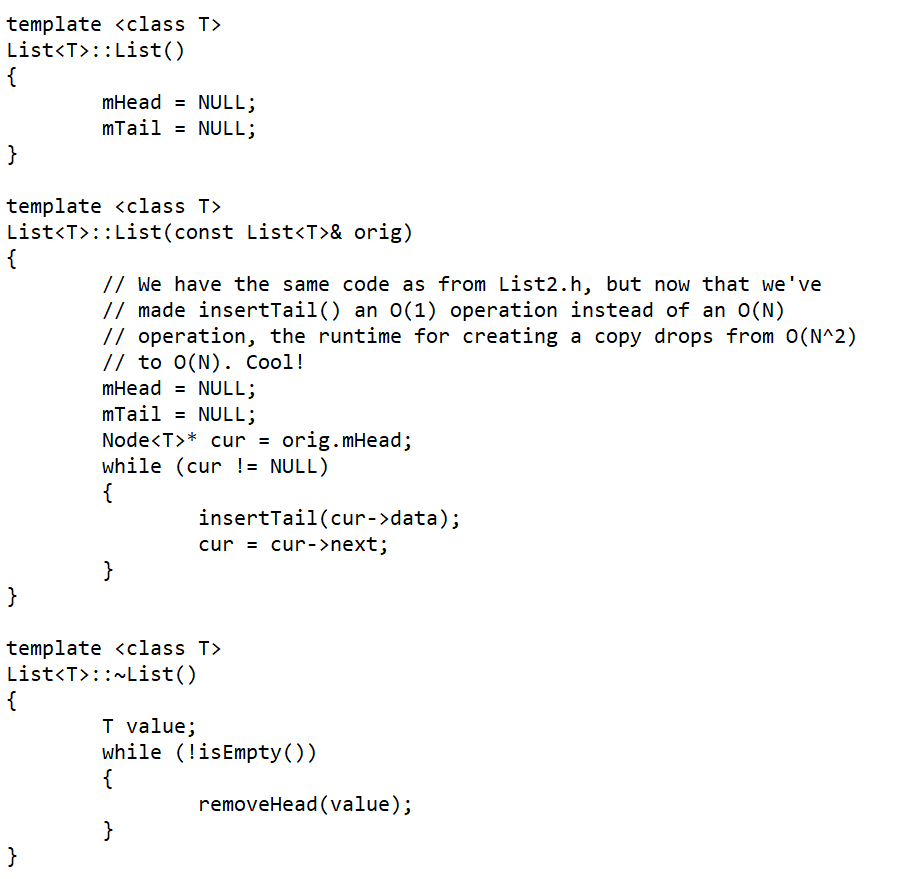 template <class T>
List<T>::List()
{
        mHead = NULL;
        mTail = NULL;
}

template <class T>
List<T>::List(const List<T>& orig)
{
        // We have the same code as from List2.h, but now that we've
        // made insertTail() an O(1) operation instead of an O(N)
        // operation, the runtime for creating a copy drops from O(N^2)
        // to O(N). Cool!
        mHead = NULL;
        mTail = NULL;
        Node<T>* cur = orig.mHead;
        while (cur != NULL)
        {
                insertTail(cur->data);
                cur = cur->next;
        }
}

template <class T>
List<T>::~List()
{
        T value;
        while (!isEmpty())
        {
                removeHead(value);
        }
}